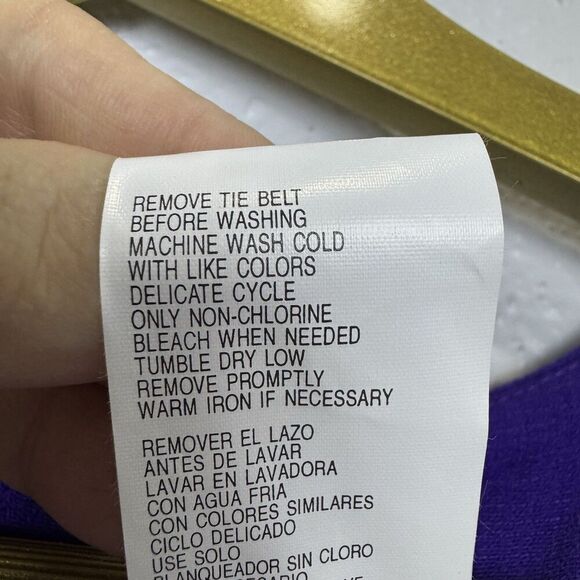 REMOVE TIE BELT
BEFORE WASHING
MACHINE WASH COLD
WITH LIKE COLORS
DELICATE CYCLE
ONLY NON-CHLORINE
BLEACH WHEN NEEDED
TUMBLE DRY LOW
REMOVE PROMPTLY
WARM IRON IF NECESSARY
REMOVER EL LAZO
ANTES DE LAVAR
LAVAR EN LAVADORA
CON AGUA FRIA
CON COLORES SIMILARES
CICLO DELICADO
USE SOLO
BLANQUEADOR SIN CLORO